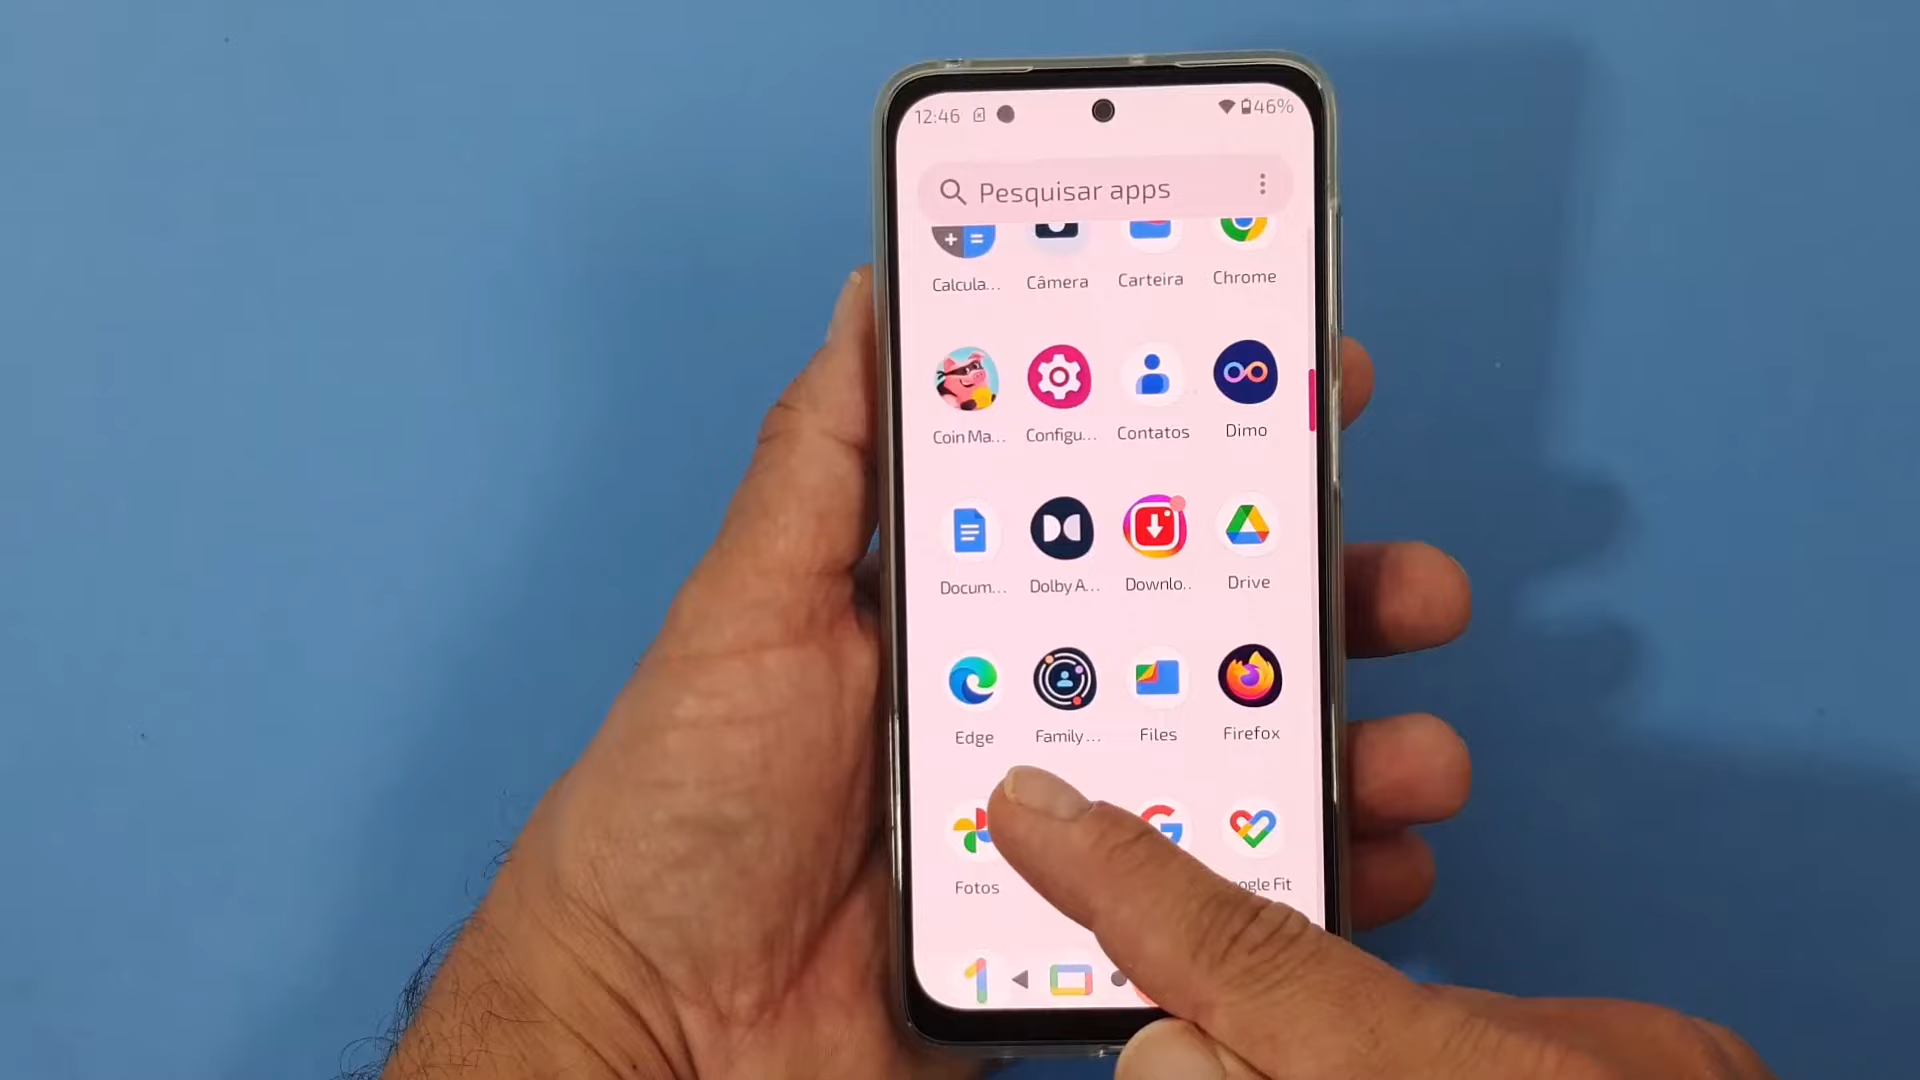 12:46 46%
Pesquisar apps
Calcula... Câmera Carteira Chrome
Coin Ma... Configu... Contatos Dimo
Docum... Dolby A... Downlo.. Drive
Edge Family... Files Firefox
Fotos ogle Fit